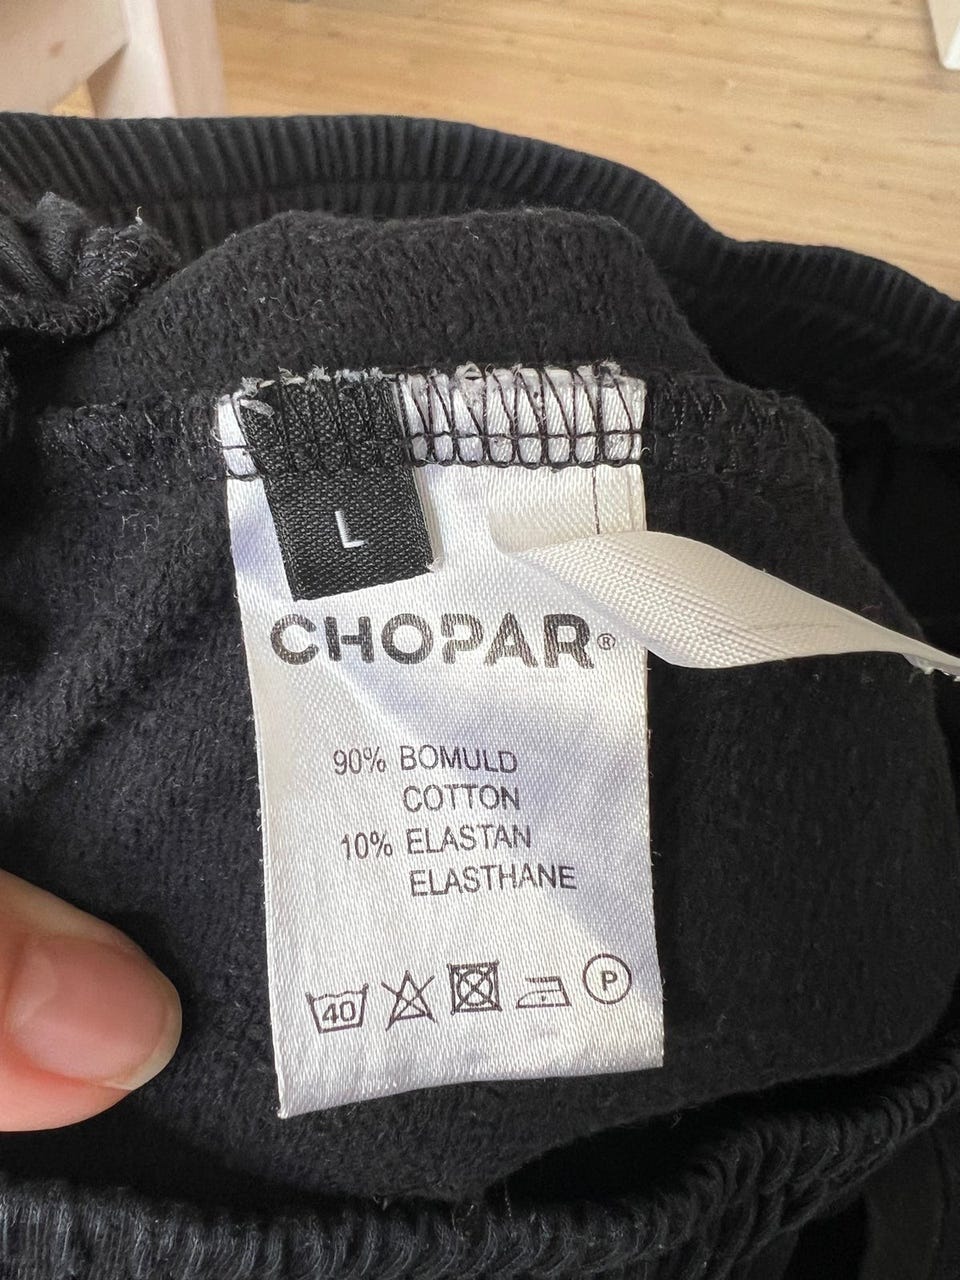 L
CHOPAR®
90% BOMULD
COTTON
10% ELASTAN
ELASTHANE
40 P